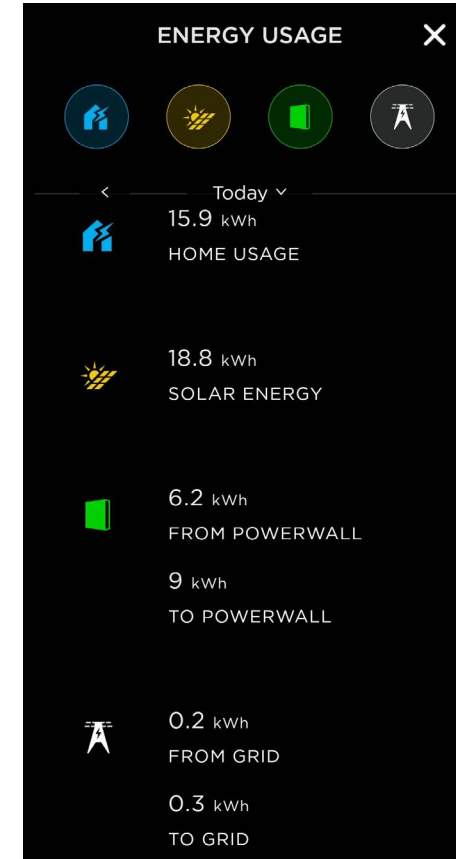 ENERGY USAGE
Today
15.9 kWh
HOME USAGE
18.8 kWh
SOLAR ENERGY
6.2 kWh
FROM POWERWALL
9 kWh
TO POWERWALL
0.2 kWh
FROM GRID
0.3 kWh
TO GRID